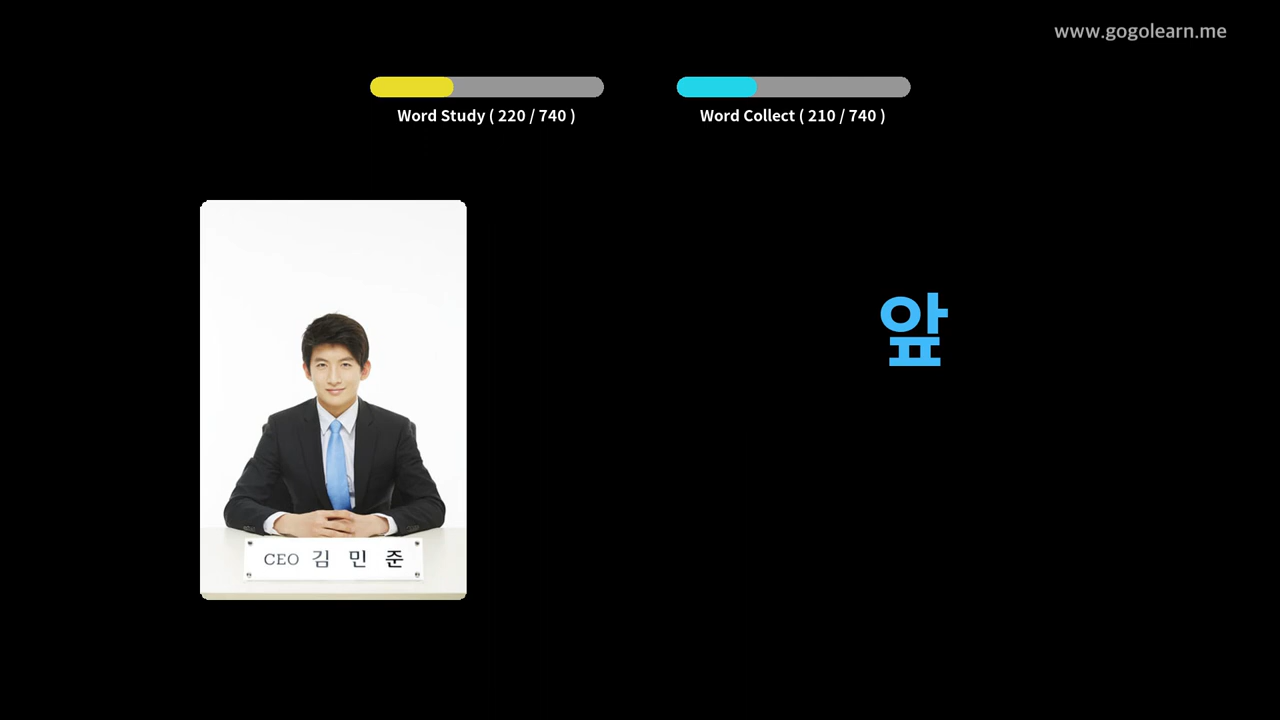 www.gogolearn.me
Word Study ( 220 / 740 )
Word Collect ( 210 / 740 )
앞
CEO 김 민 준